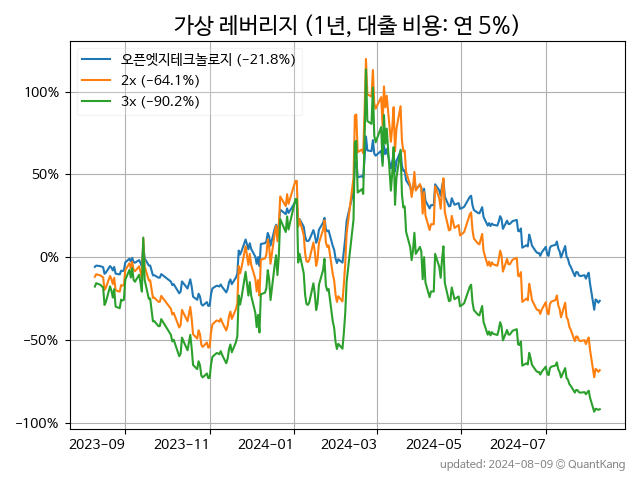 가상 레버리지 (1년, 대출 비용: 연 5%)
오픈엣지테크놀로지 (−21.8%)
2x (−64.1%)
3x (−90.2%)
100%
50%
0%
−50%
−100%
2023-09 2023-11 2024-01 2024-03 2024-05 2024-07
updated: 2024-08-09 © QuantKang